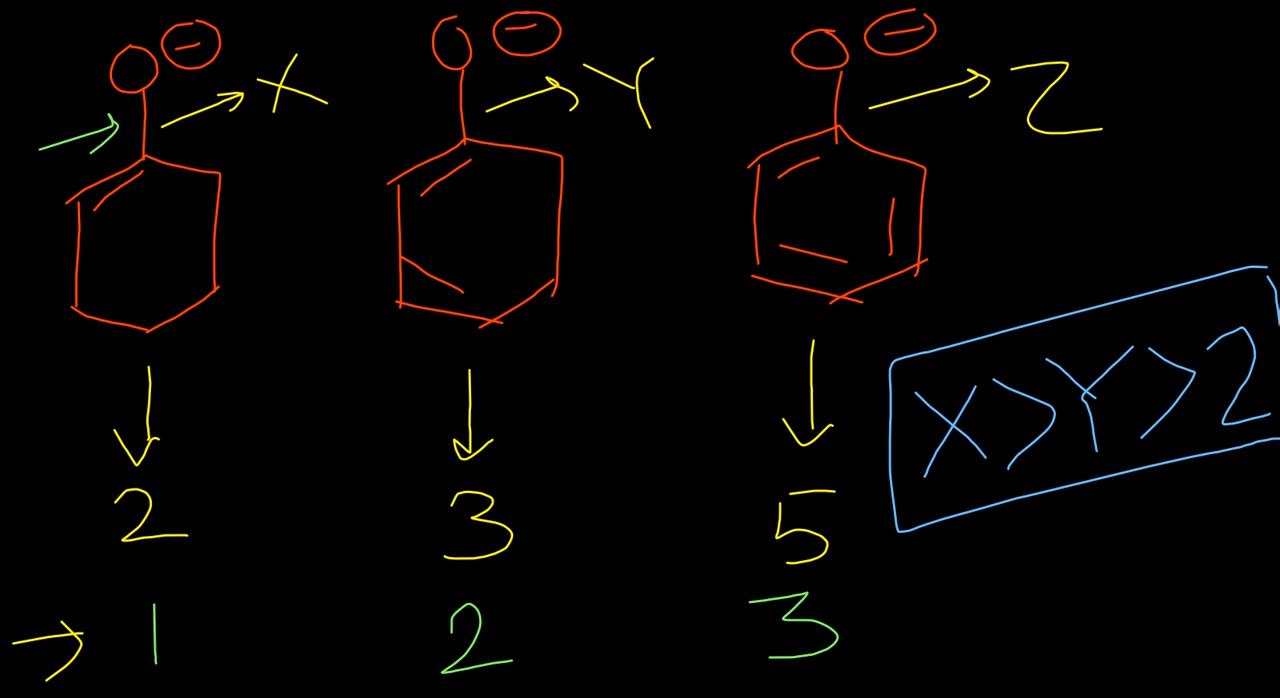 O ⊖ X
O ⊖ Y
O ⊖ Z
2 3 5
1 2 3
X > Y > Z